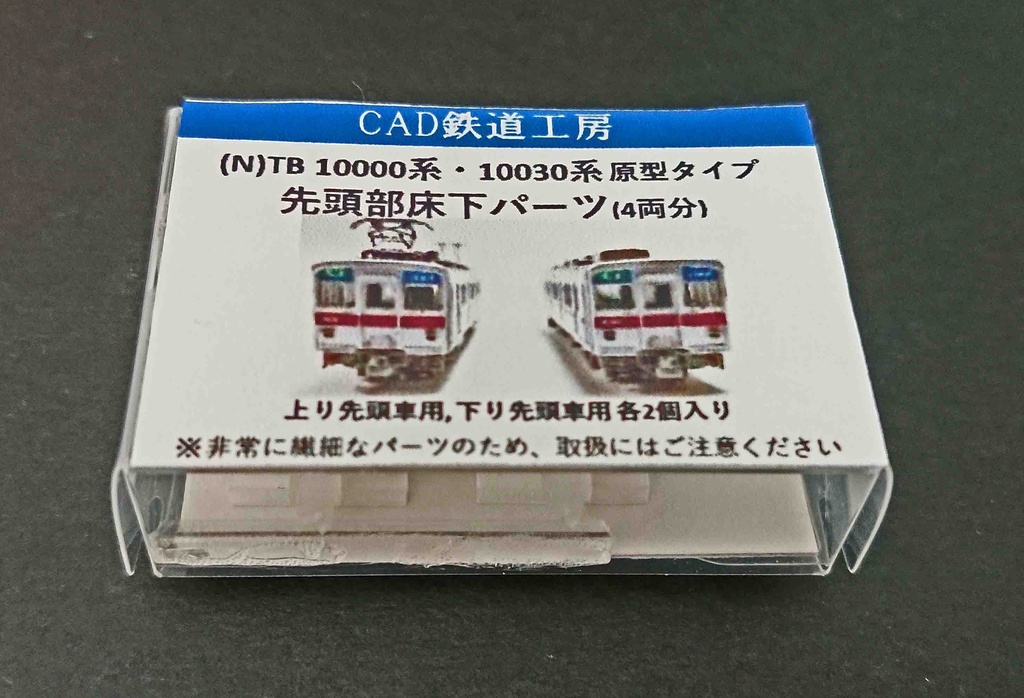 CAD鉄道工房
(N)TB 10000系・10030系 原型タイプ
先頭部床下パーツ(4両分)
上り先頭車用,下り先頭車用 各2個入り
※非常に繊細なパーツのため、取扱にはご注意ください